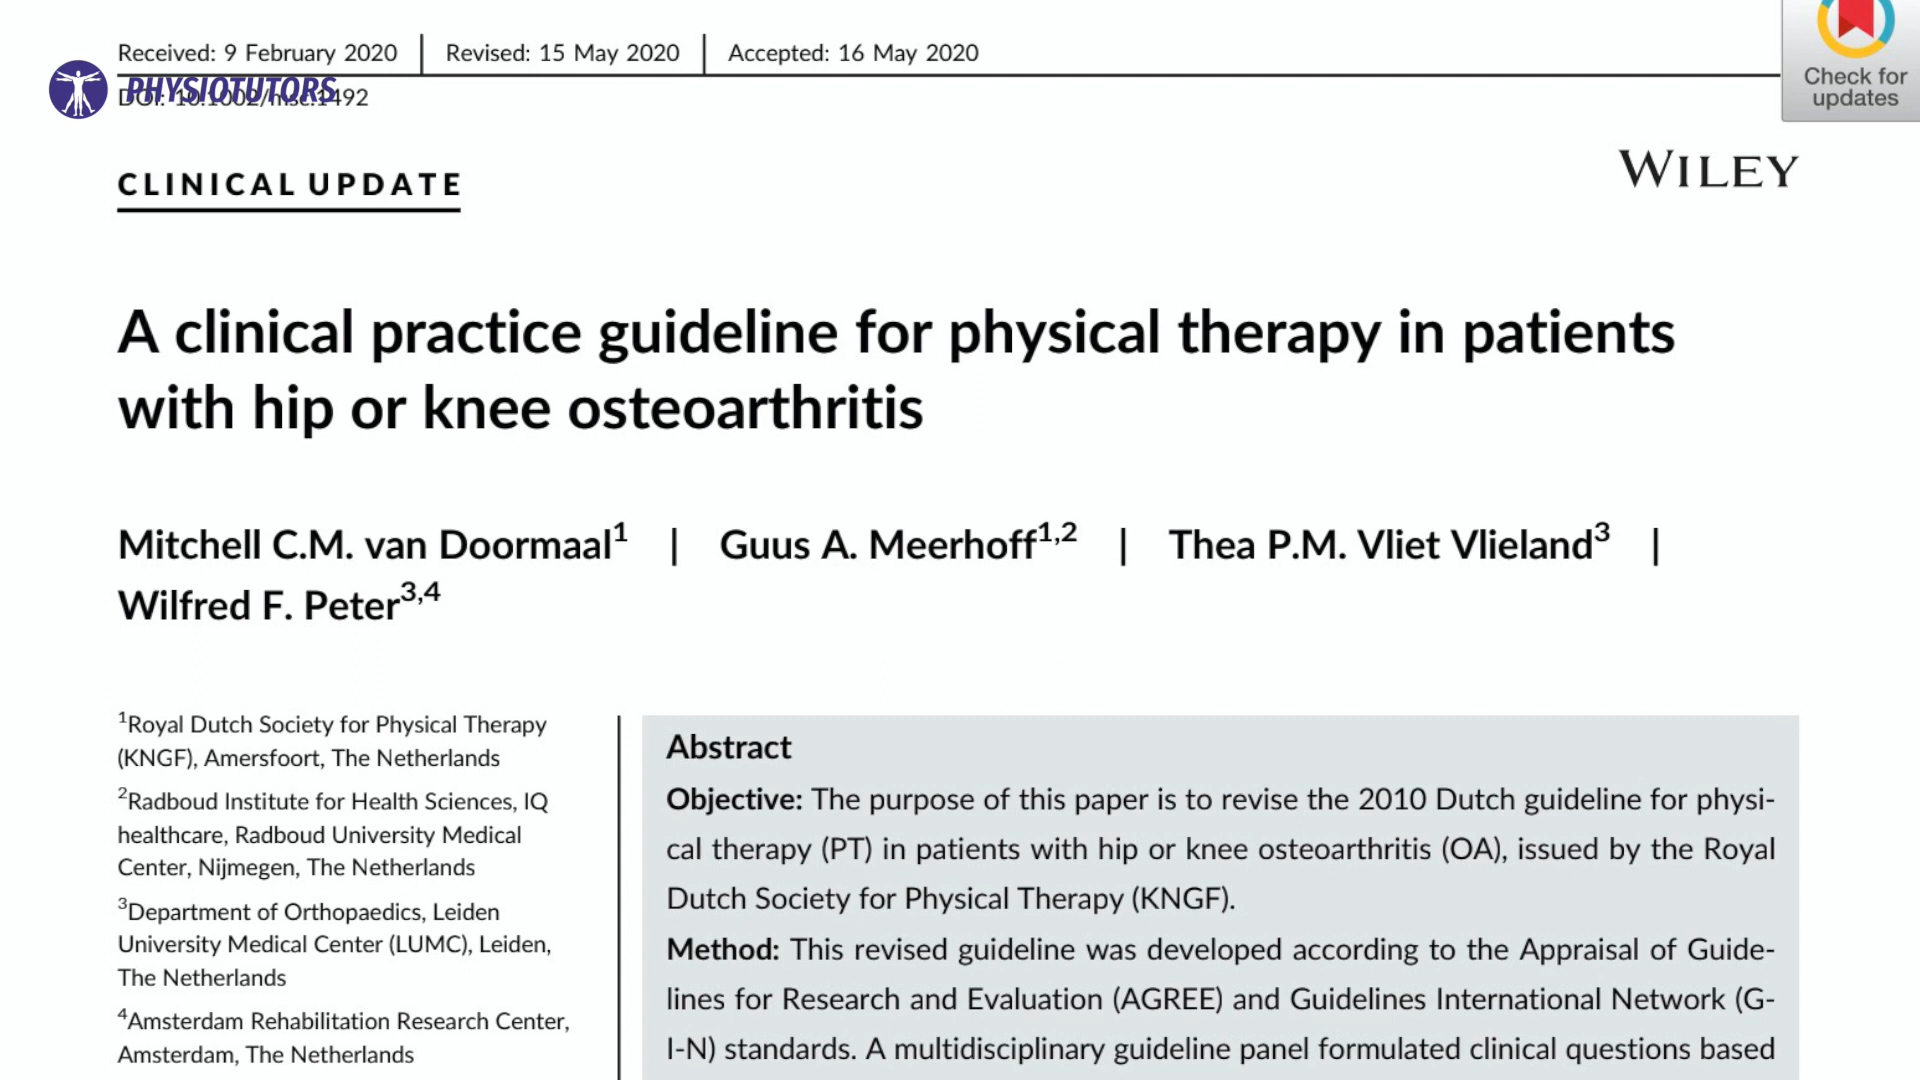 Received: 9 February 2020 | Revised: 15 May 2020 | Accepted: 16 May 2020
PHYSIOTUTORS
DOI: 10.1002/msc.1492
Check for
updates
CLINICAL UPDATE
WILEY
A clinical practice guideline for physical therapy in patients
with hip or knee osteoarthritis
Mitchell C.M. van Doormaal1 | Guus A. Meerhoff1,2 | Thea P.M. Vliet Vlieland3 |
Wilfred F. Peter3,4
1Royal Dutch Society for Physical Therapy
(KNGF), Amersfoort, The Netherlands
2Radboud Institute for Health Sciences, IQ
healthcare, Radboud University Medical
Center, Nijmegen, The Netherlands
3Department of Orthopaedics, Leiden
University Medical Center (LUMC), Leiden,
The Netherlands
4Amsterdam Rehabilitation Research Center,
Amsterdam, The Netherlands
Abstract
Objective: The purpose of this paper is to revise the 2010 Dutch guideline for physi-
cal therapy (PT) in patients with hip or knee osteoarthritis (OA), issued by the Royal
Dutch Society for Physical Therapy (KNGF).
Method: This revised guideline was developed according to the Appraisal of Guide-
lines for Research and Evaluation (AGREE) and Guidelines International Network (G-
I-N) standards. A multidisciplinary guideline panel formulated clinical questions based